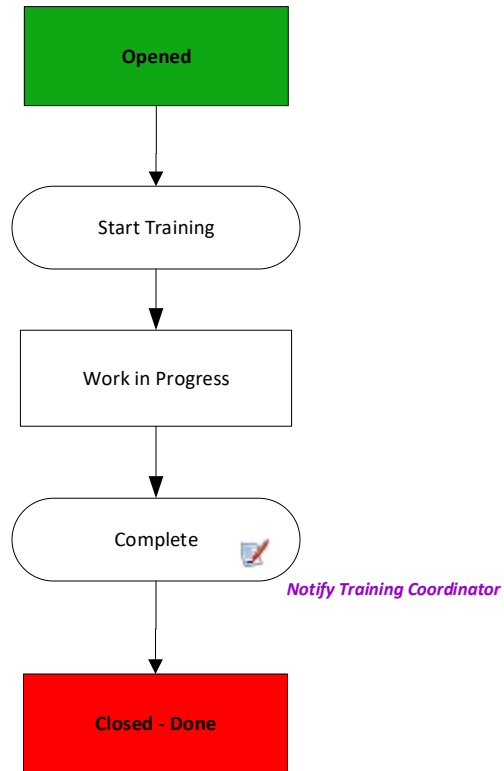 Opened
Start Training
Work in Progress
Complete
Notify Training Coordinator
Closed - Done